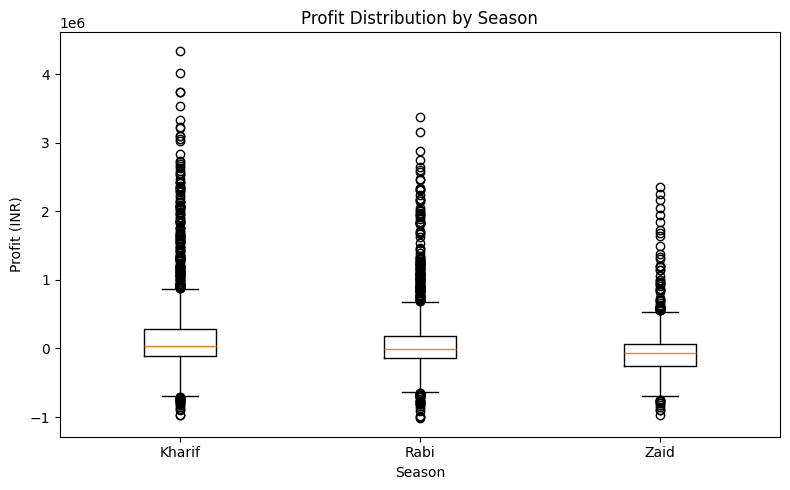 Profit Distribution by Season
1e6
4
3
2
1
0
−1
Profit (INR)
Kharif Rabi Zaid
Season